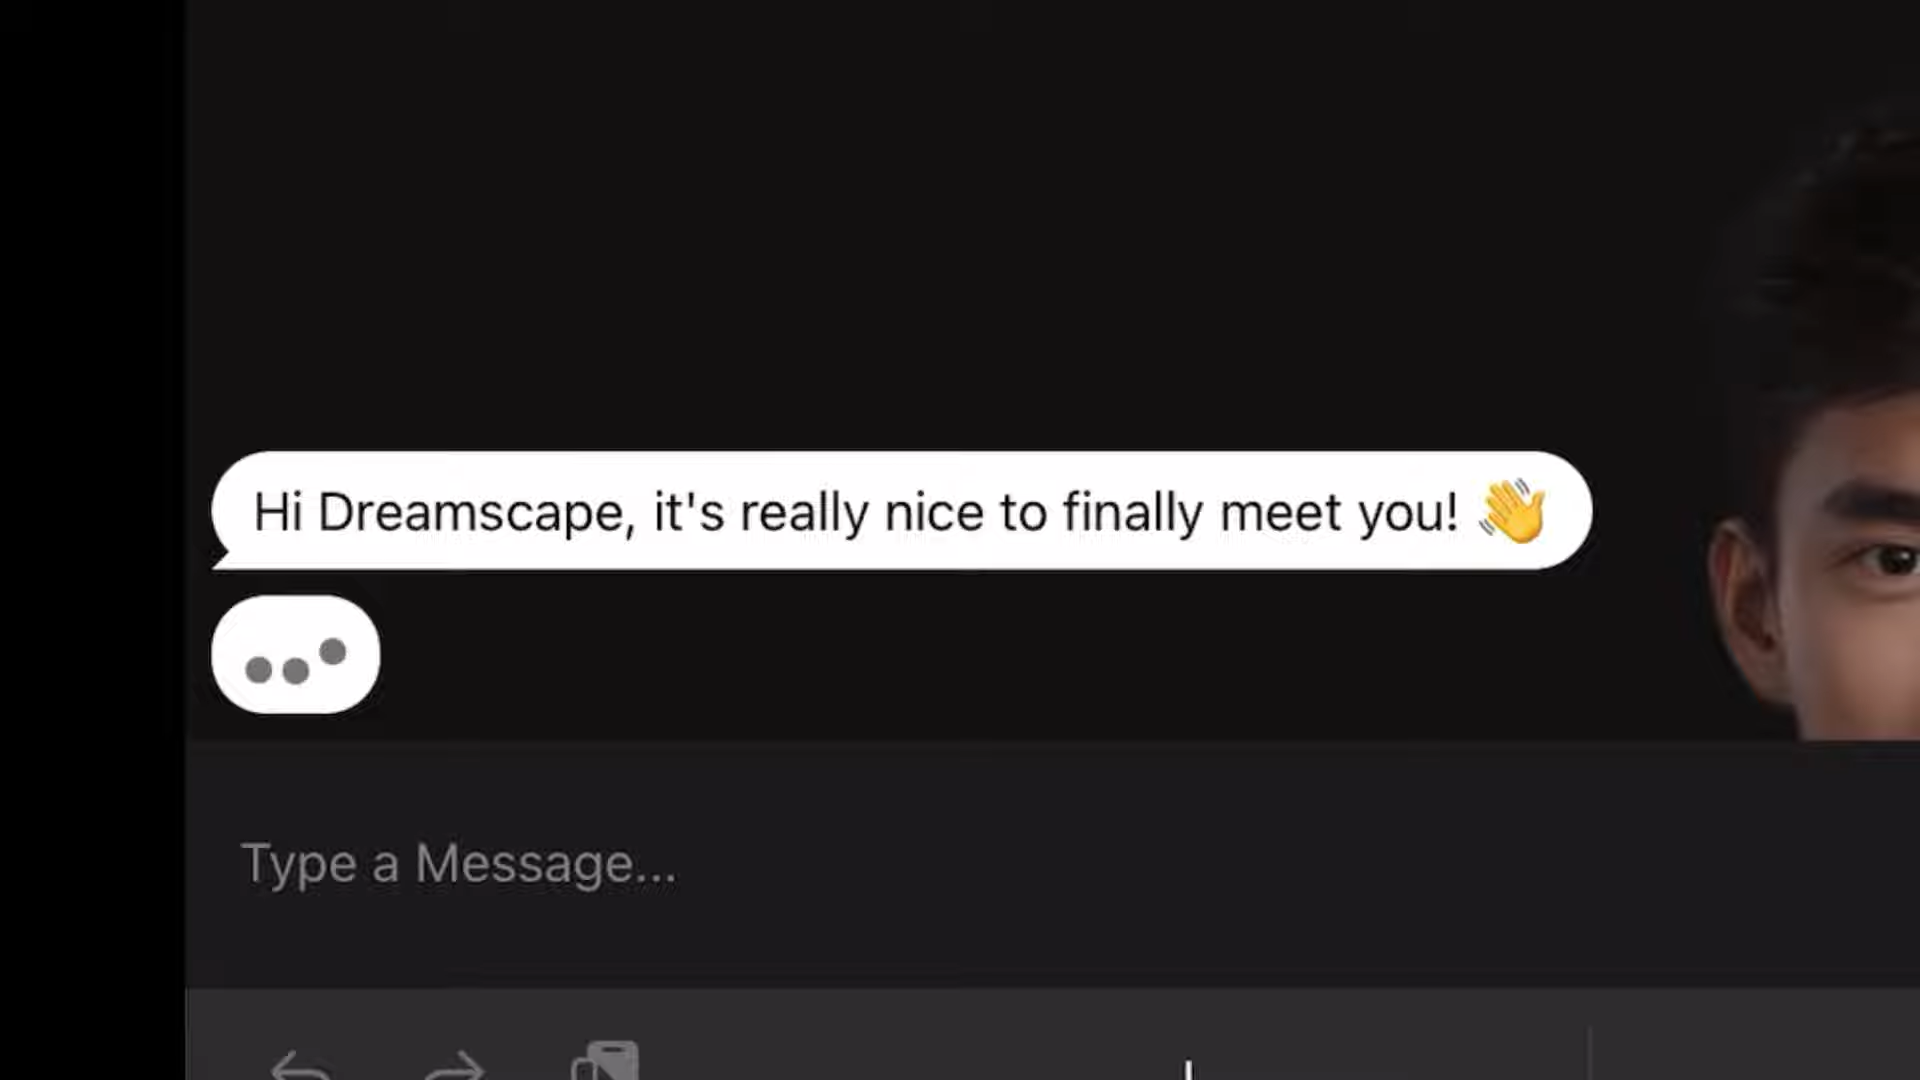 Hi Dreamscape, it's really nice to finally meet you! 👋
Type a Message...